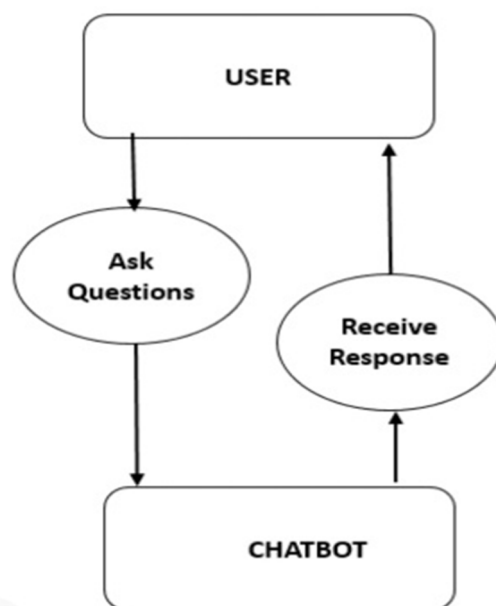 USER
Ask
Questions
Receive
Response
CHATBOT